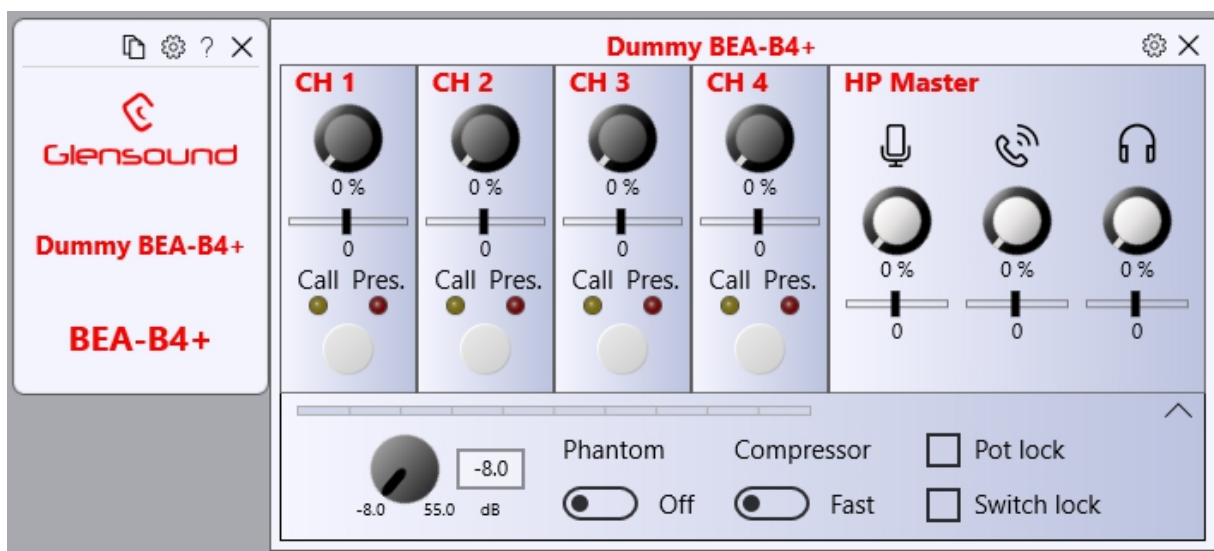 ?
Glensound
Dummy BEA-B4+
BEA-B4+
Dummy BEA-B4+
CH 1 CH 2 CH 3 CH 4 HP Master
0 % 0 % 0 % 0 %
0 0 0 0
Call Pres. Call Pres. Call Pres. Call Pres.
0 % 0 % 0 %
0 0 0
-8.0
-8.0 55.0 dB
Phantom Compressor Pot lock
Off Fast Switch lock